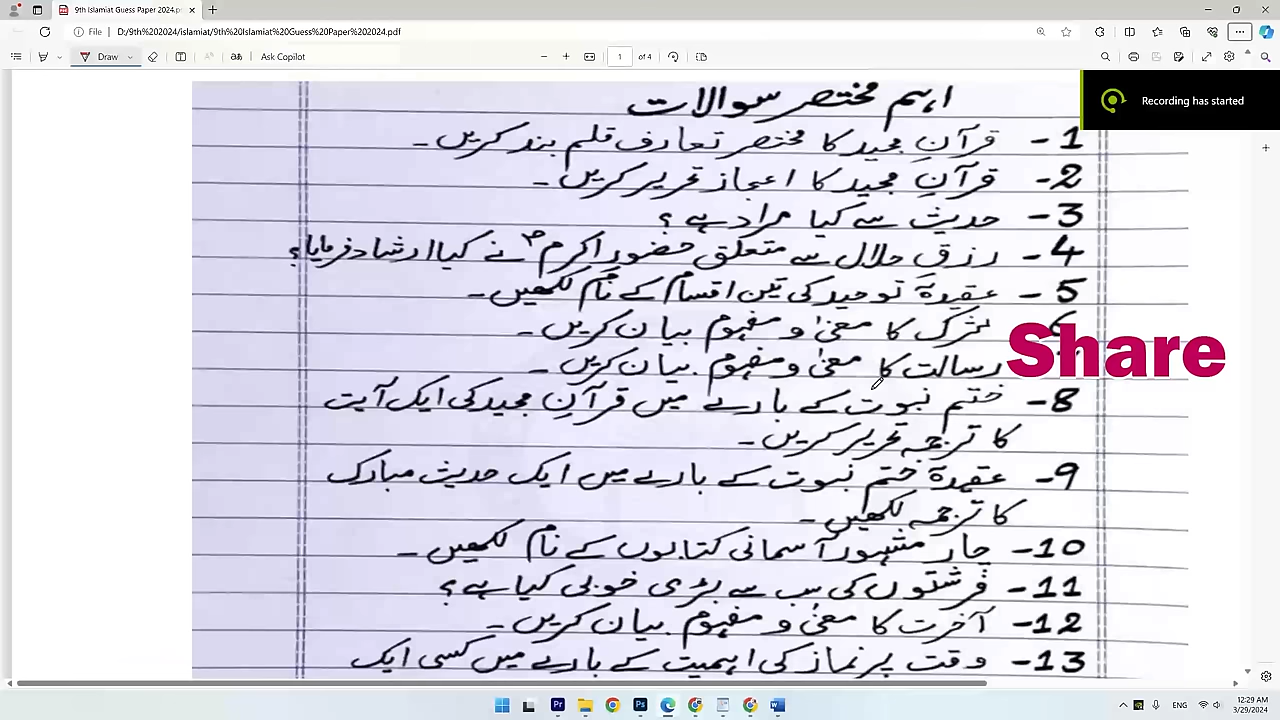 9th Islamiat Guess Paper 2024.p
File
D:/9th%202024/islamiat/9th%20Islamiat%20Guess%20Paper%202024.pdf
Draw
Ask Copilot
1
of 4
Recording has started
اہم مختصر سوالات
1- قرآنِ مجید کا مختصر تعارف قلم بند کریں۔
2- قرآنِ مجید کا اعجاز تحریر کریں۔
3- حدیث سے کیا مراد ہے؟
4- رزقِ حلال سے متعلق حضور اکرمؐ نے کیا ارشاد فرمایا؟
5- عقیدۂ توحید کی تین اقسام کے نام لکھیں۔
6 شرک کا معنیٰ و مفہوم بیان کریں۔
Share
رسالت کا معنیٰ و مفہوم بیان کریں۔
8- ختم نبوت کے بارے میں قرآنِ مجید کی ایک آیت
کا ترجمہ تحریر کریں۔
9- عقیدۂ ختم نبوت کے بارے میں ایک حدیث مبارک
کا ترجمہ لکھیں۔
10- چار مشہور آسمانی کتابوں کے نام لکھیں۔
11- فرشتوں کی سب سے بڑی خوبی کیا ہے؟
12- آخرت کا معنیٰ و مفہوم بیان کریں۔
13- وقت پر نماز کی اہمیت کے بارے میں کسی ایک
ENG
12:29 AM
3/29/2024